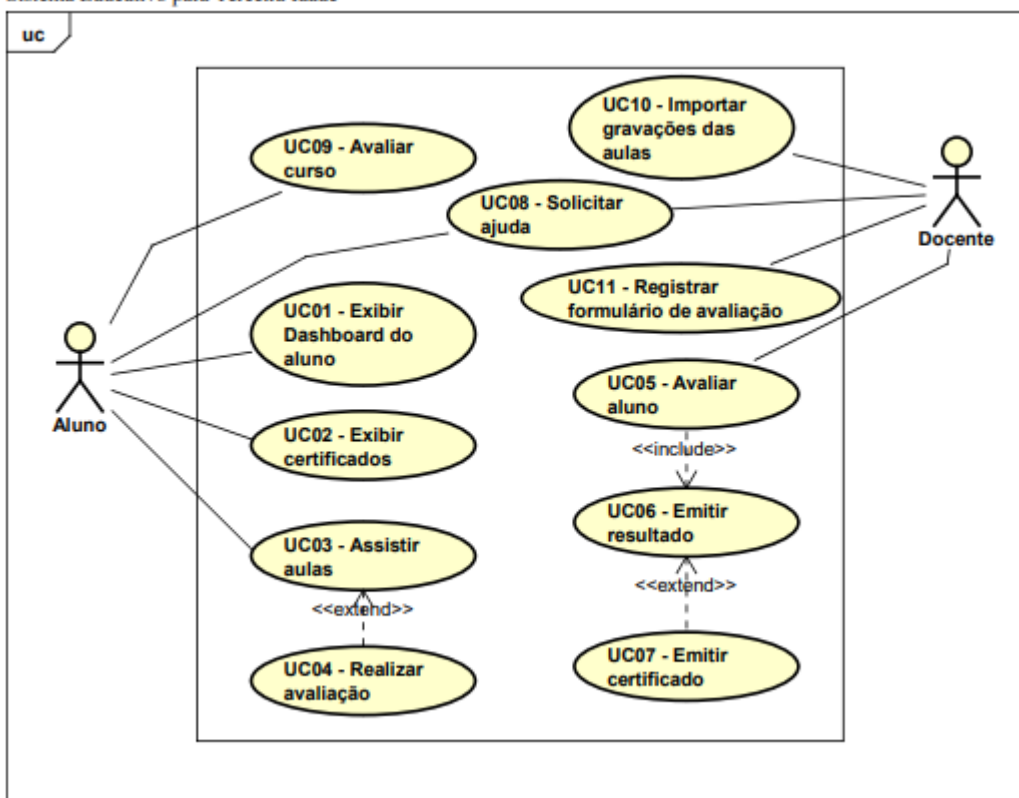 uc
UC10 - Importar
gravações das
aulas
UC09 - Avaliar
curso
UC08 - Solicitar
ajuda
Docente
UC11 - Registrar
formulário de avaliação
UC01 - Exibir
Dashboard do
aluno
Aluno
UC05 - Avaliar
aluno
UC02 - Exibir
certificados
<<include>>
UC06 - Emitir
resultado
UC03 - Assistir
aulas
<<extend>>
<<extend>>
UC04 - Realizar
avaliação
UC07 - Emitir
certificado